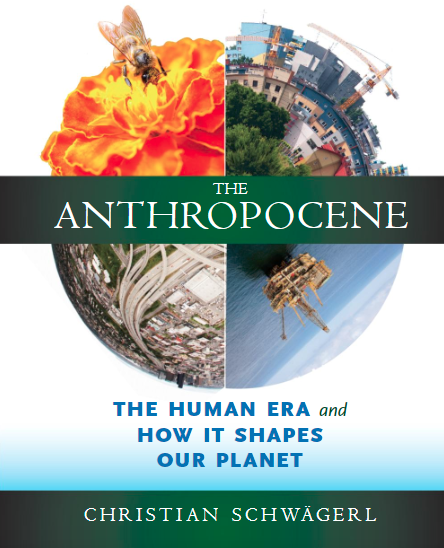 THE
ANTHROPOCENE
THE HUMAN ERA and
HOW IT SHAPES
OUR PLANET
CHRISTIAN SCHWÄGERL